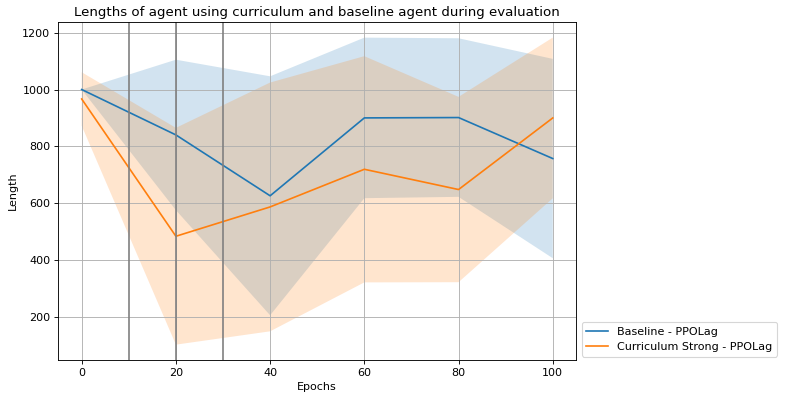 Lengths of agent using curriculum and baseline agent during evaluation
1200
1000
800
600
400
200
Length
0 20 40 60 80 100
Epochs
Baseline - PPOLag
Curriculum Strong - PPOLag